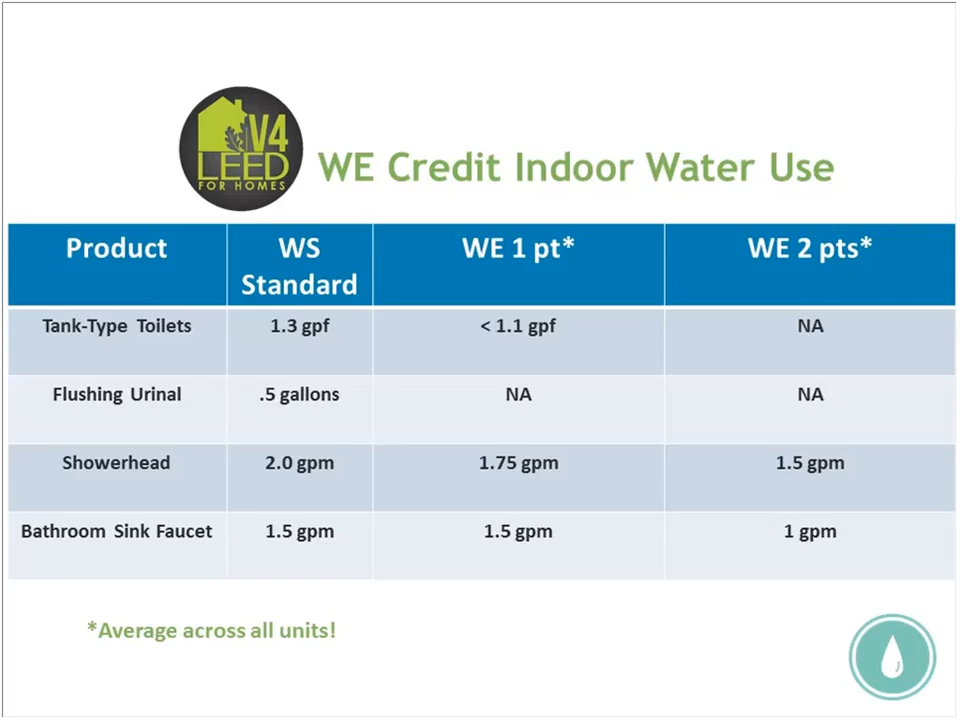 V4
LEED
FOR HOMES
WE Credit Indoor Water Use
Product WS Standard WE 1 pt* WE 2 pts*
Tank-Type Toilets 1.3 gpf < 1.1 gpf NA
Flushing Urinal .5 gallons NA NA
Showerhead 2.0 gpm 1.75 gpm 1.5 gpm
Bathroom Sink Faucet 1.5 gpm 1.5 gpm 1 gpm
*Average across all units!